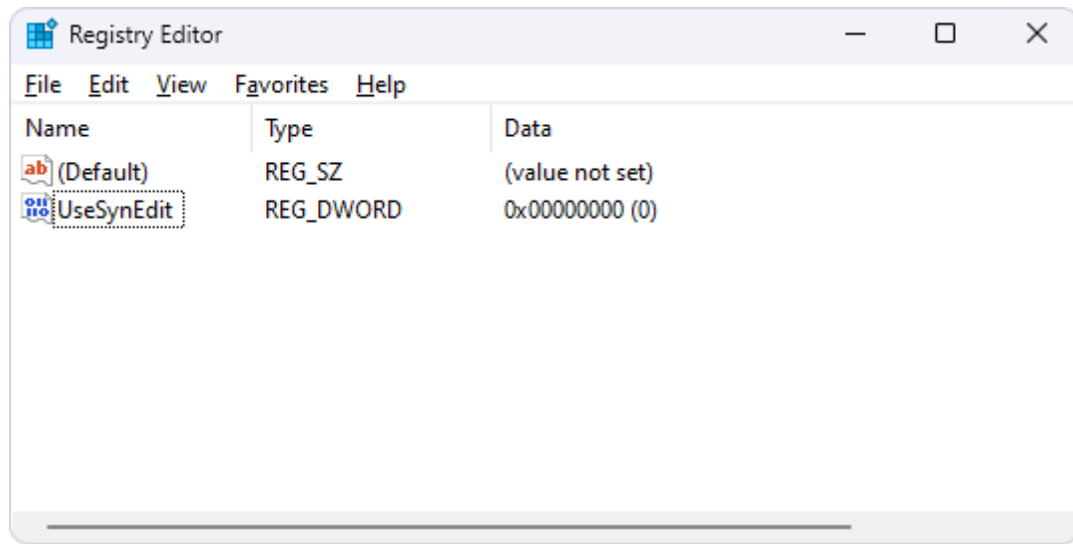 Registry Editor
File Edit View Favorites Help
Name Type Data
ab (Default) REG_SZ (value not set)
UseSynEdit REG_DWORD 0x00000000 (0)